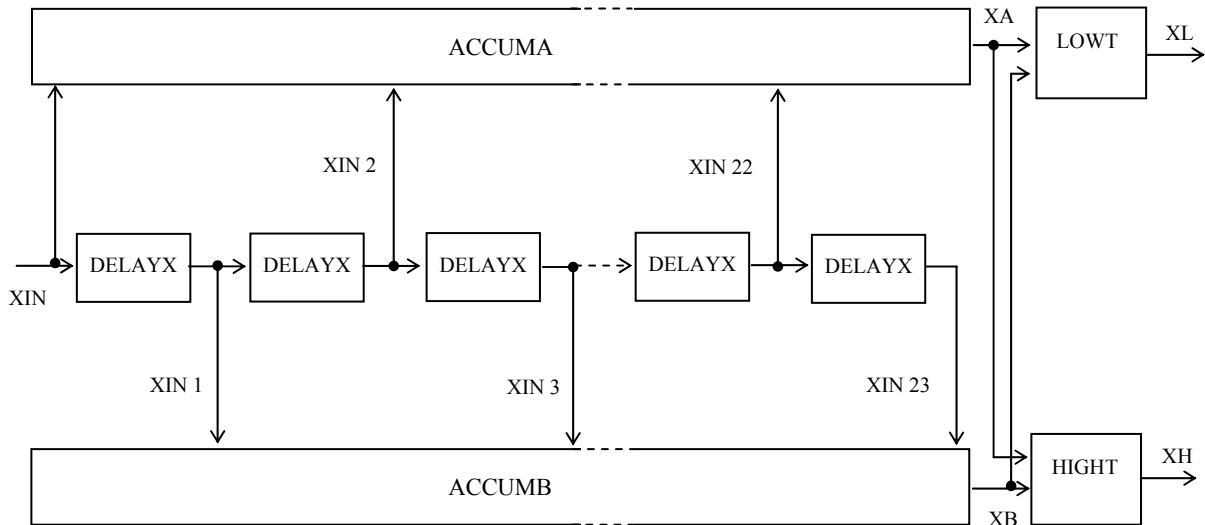 XA
ACCUMA
LOWT
XL
XIN 2
XIN 22
DELAYX
DELAYX
DELAYX
DELAYX
DELAYX
XIN
XIN 1
XIN 3
XIN 23
ACCUMB
HIGHT
XH
XB